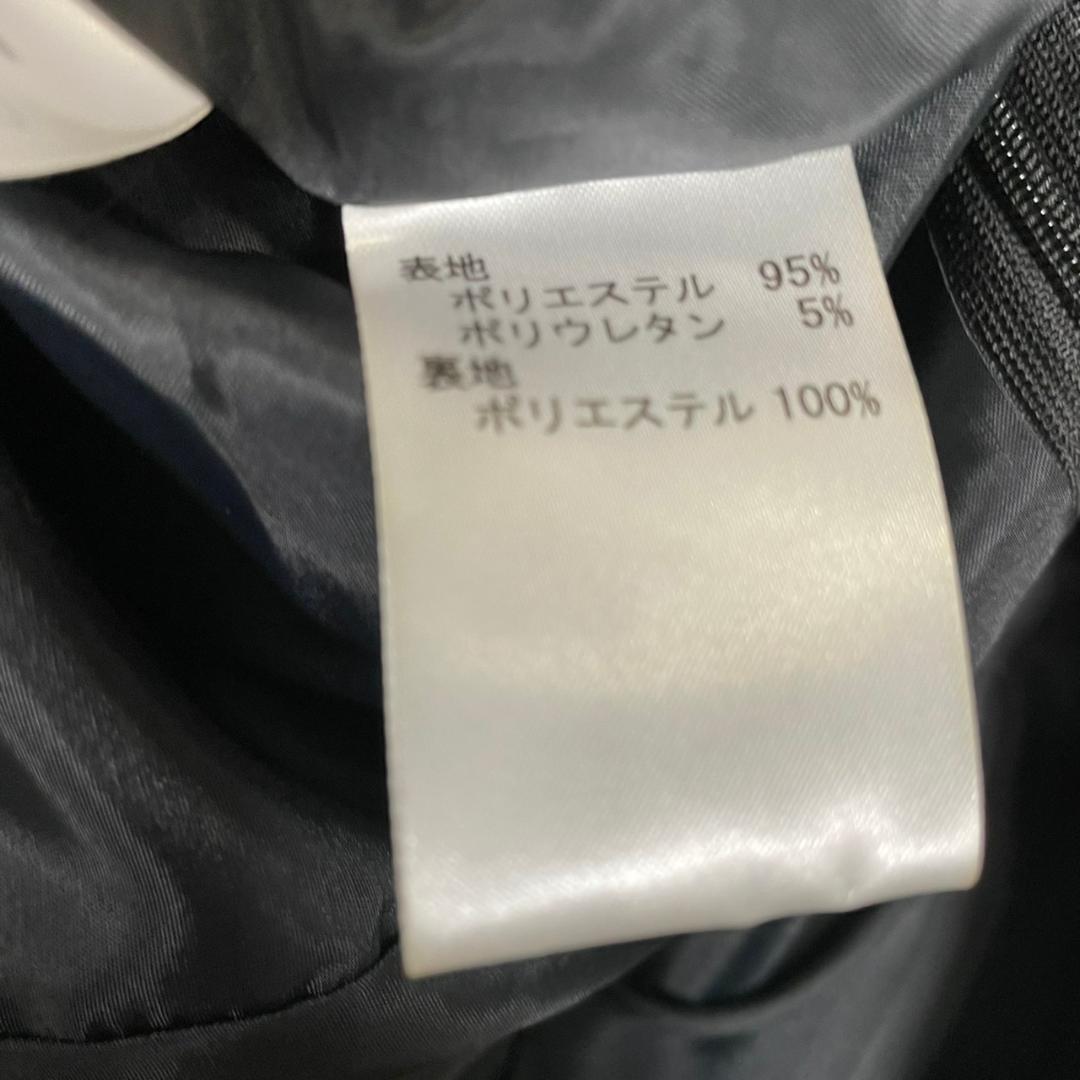 表地
ポリエステル 95%
ポリウレタン 5%
裏地
ポリエステル 100%